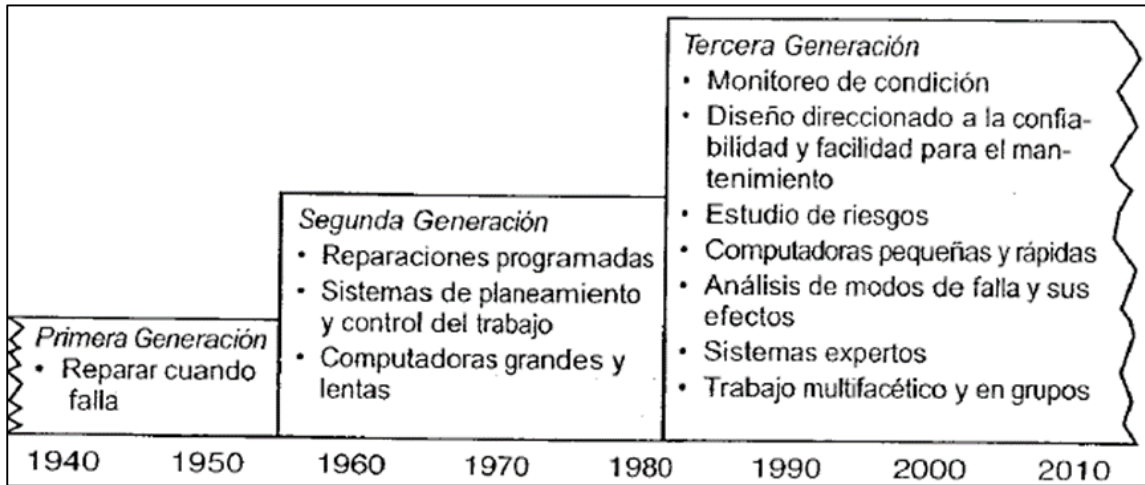 Primera Generación
• Reparar cuando
falla
Segunda Generación
• Reparaciones programadas
• Sistemas de planeamiento
y control del trabajo
• Computadoras grandes y
lentas
Tercera Generación
• Monitoreo de condición
• Diseño direccionado a la confia-
bilidad y facilidad para el man-
tenimiento
• Estudio de riesgos
• Computadoras pequeñas y rápidas
• Análisis de modos de falla y sus
efectos
• Sistemas expertos
• Trabajo multifacético y en grupos
1940 1950 1960 1970 1980 1990 2000 2010